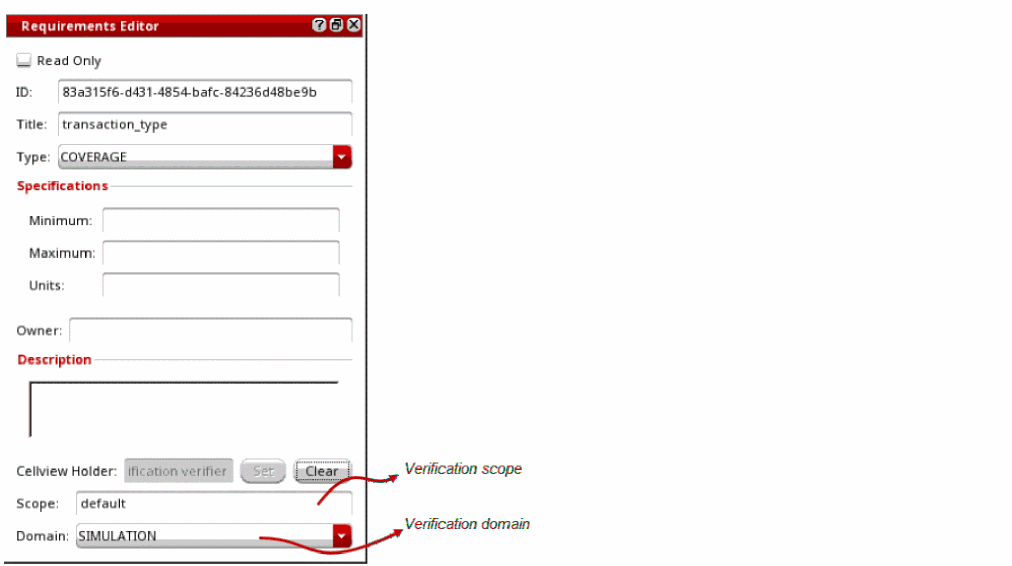 Requirements Editor
Read Only
ID: 83a315f6-d431-4854-bafc-84236d48be9b
Title: transaction_type
Type: COVERAGE
Specifications
Minimum:
Maximum:
Units:
Owner:
Description
Cellview Holder: ification verifier Set Clear
Verification scope
Scope: default
Verification domain
Domain: SIMULATION